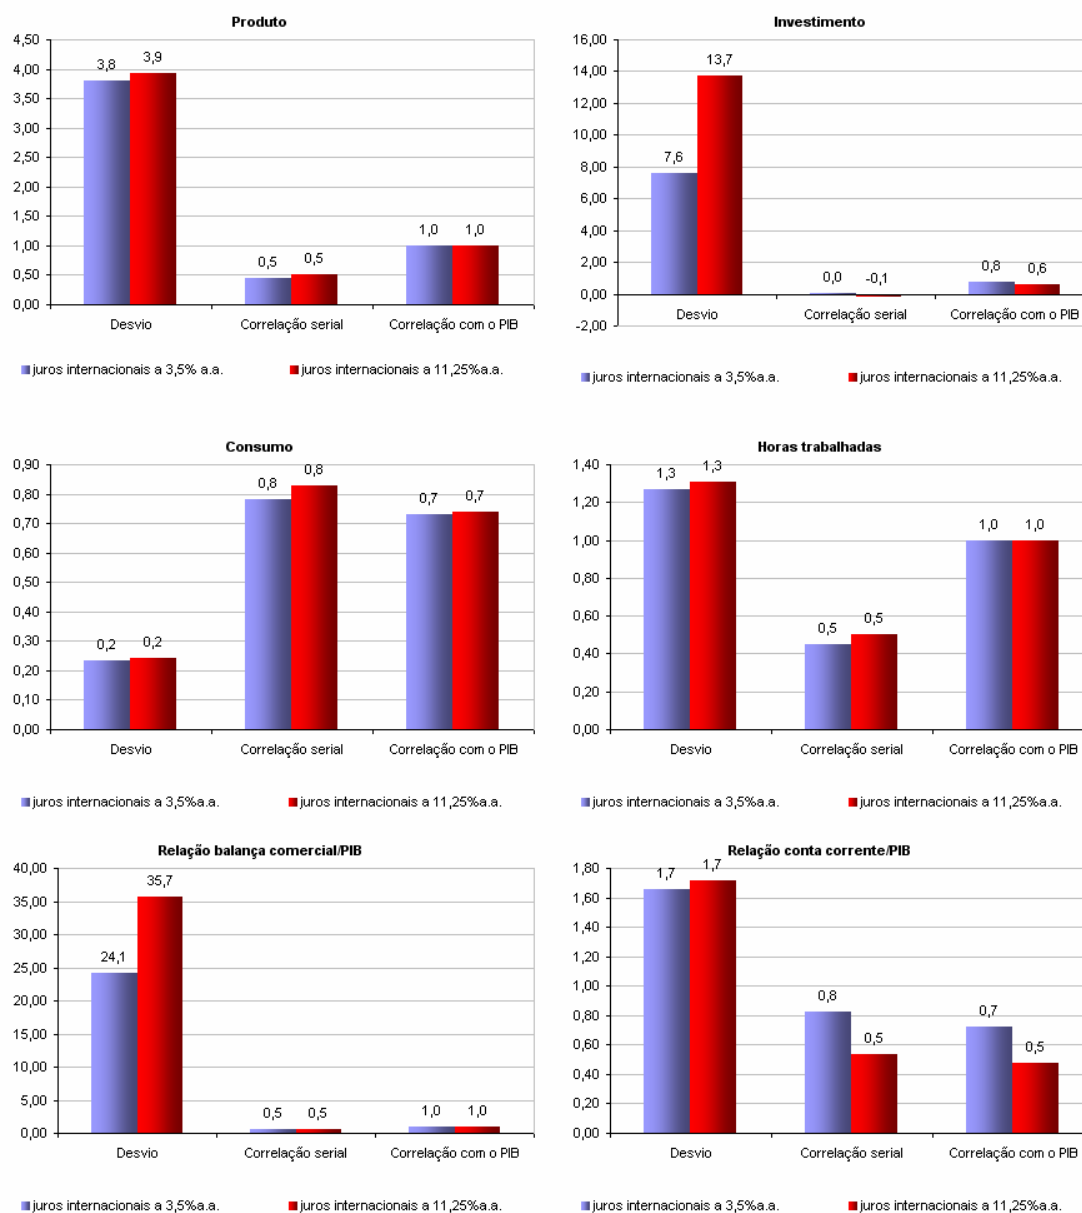 Produto
4,50
4,00
3,50
3,00
2,50
2,00
1,50
1,00
0,50
0,00
3,8
3,9
0,5
0,5
1,0
1,0
Desvio
Correlação serial
Correlação com o PIB
juros internacionais a 3,5% a.a.
juros internacionais a 11,25%a.a.
Investimento
16,00
14,00
12,00
10,00
8,00
6,00
4,00
2,00
0,00
-2,00
7,6
13,7
0,0
-0,1
0,8
0,6
Desvio
Correlação serial
Correlação com o PIB
juros internacionais a 3,5%a.a.
juros internacionais a 11,25%a.a.
Consumo
0,90
0,80
0,70
0,60
0,50
0,40
0,30
0,20
0,10
0,00
0,2
0,2
0,8
0,8
0,7
0,7
Desvio
Correlação serial
Correlação com o PIB
juros internacionais a 3,5%a.a.
juros internacionais a 11,25%a.a.
Horas trabalhadas
1,40
1,20
1,00
0,80
0,60
0,40
0,20
0,00
1,3
1,3
0,5
0,5
1,0
1,0
Desvio
Correlação serial
Correlação com o PIB
juros internacionais a 3,5%a.a.
juros internacionais a 11,25%a.a.
Relação balança comercial/PIB
40,00
35,00
30,00
25,00
20,00
15,00
10,00
5,00
0,00
24,1
35,7
0,5
0,5
1,0
1,0
Desvio
Correlação serial
Correlação com o PIB
juros internacionais a 3,5%a.a.
juros internacionais a 11,25%a.a.
Relação conta corrente/PIB
1,80
1,60
1,40
1,20
1,00
0,80
0,60
0,40
0,20
0,00
1,7
1,7
0,8
0,5
0,7
0,5
Desvio
Correlação serial
Correlação com o PIB
juros internacionais a 3,5%a.a.
juros internacionais a 11,25%a.a.